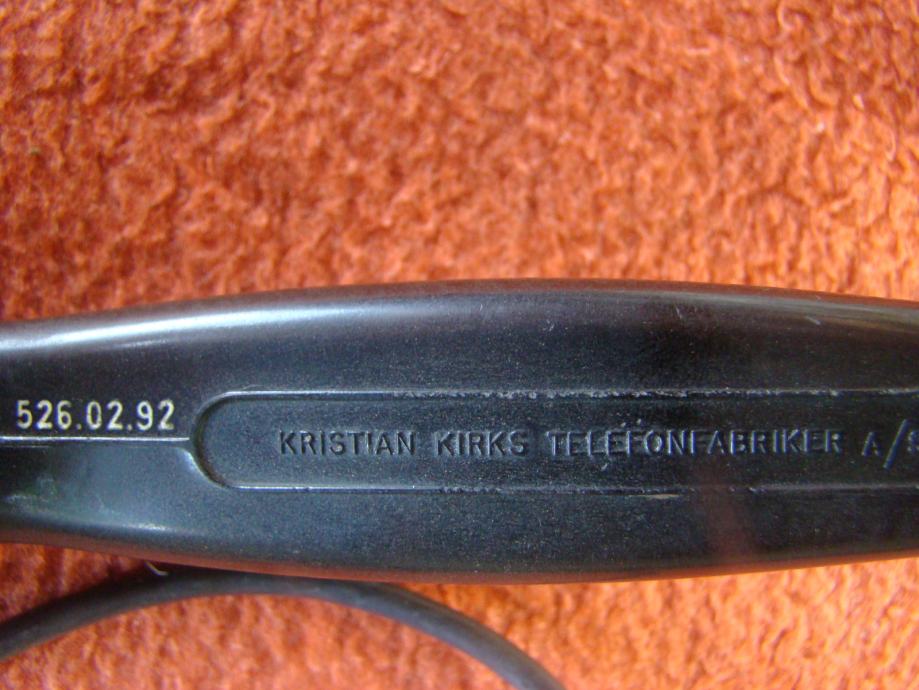 526.02.92
KRISTIAN KIRKS TELEFONFABRIKER A/S